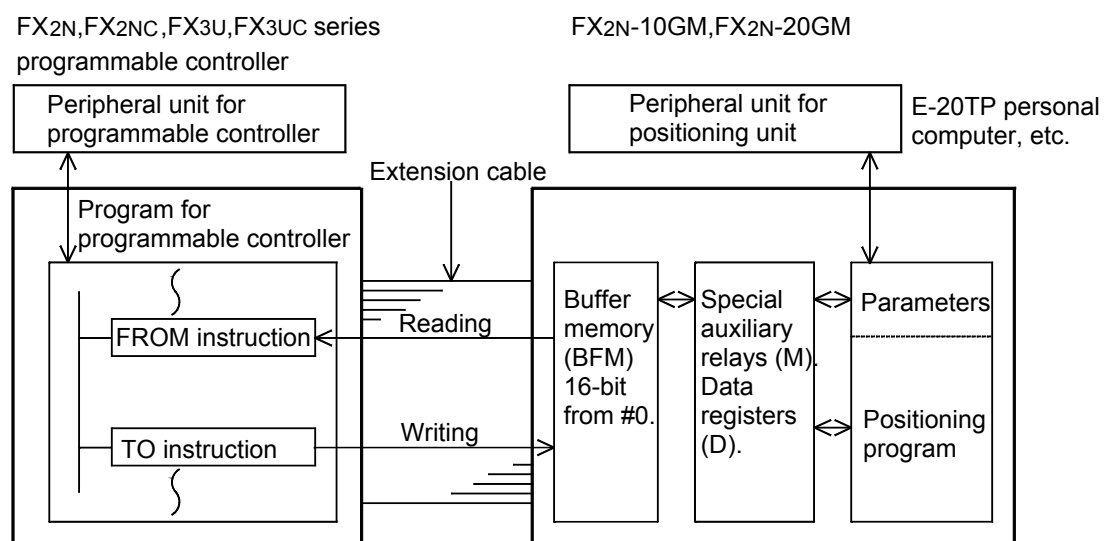 FX2N,FX2NC,FX3U,FX3UC series
programmable controller
FX2N-10GM,FX2N-20GM
Peripheral unit for
programmable controller
Peripheral unit for
positioning unit
E-20TP personal
computer, etc.
Extension cable
Program for
programmable controller
FROM instruction
TO instruction
Reading
Writing
Buffer
memory
(BFM)
16-bit
from #0.
Special
auxiliary
relays (M).
Data
registers
(D).
Parameters
Positioning
program